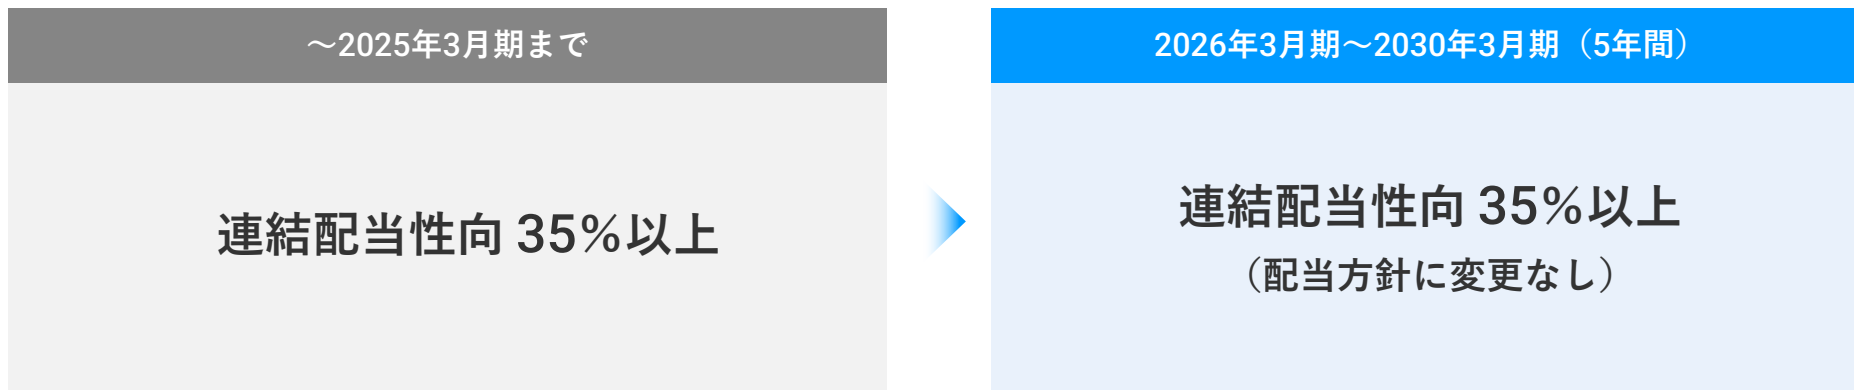 ～2025年3月期まで
連結配当性向 35％以上
2026年3月期～2030年3月期（5年間）
連結配当性向 35％以上
（配当方針に変更なし）